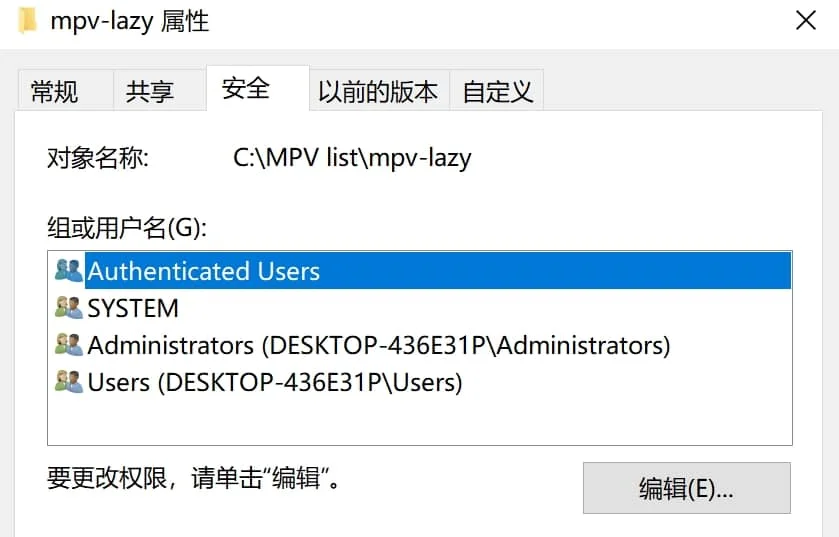 mpv-lazy 属性
常规 共享 安全 以前的版本 自定义
对象名称: C:\MPV list\mpv-lazy
组或用户名(G):
Authenticated Users
SYSTEM
Administrators (DESKTOP-436E31P\Administrators)
Users (DESKTOP-436E31P\Users)
要更改权限，请单击“编辑”。 编辑(E)...